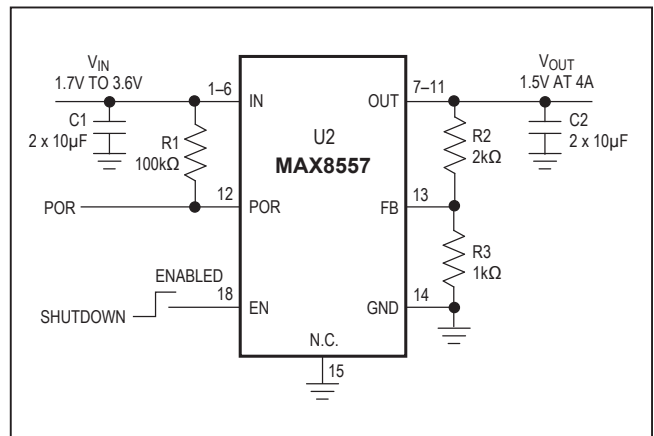 VIN
1.7V TO 3.6V
C1
2 x 10µF
R1
100kΩ
POR
ENABLED
SHUTDOWN
1–6
IN
12
POR
18
EN
U2
MAX8557
N.C.
15
OUT
7–11
FB
13
GND
14
VOUT
1.5V AT 4A
R2
2kΩ
C2
2 x 10µF
R3
1kΩ